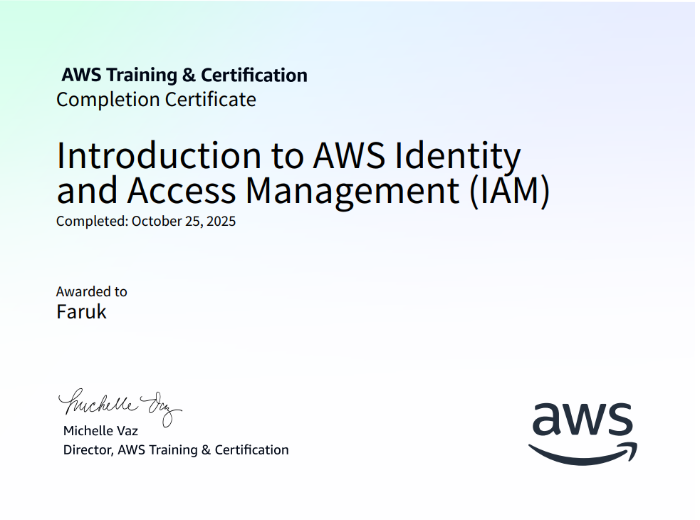 AWS Training & Certification
Completion Certificate
Introduction to AWS Identity
and Access Management (IAM)
Completed: October 25, 2025
Awarded to
Faruk
Michelle Vaz
Michelle Vaz
Director, AWS Training & Certification
aws